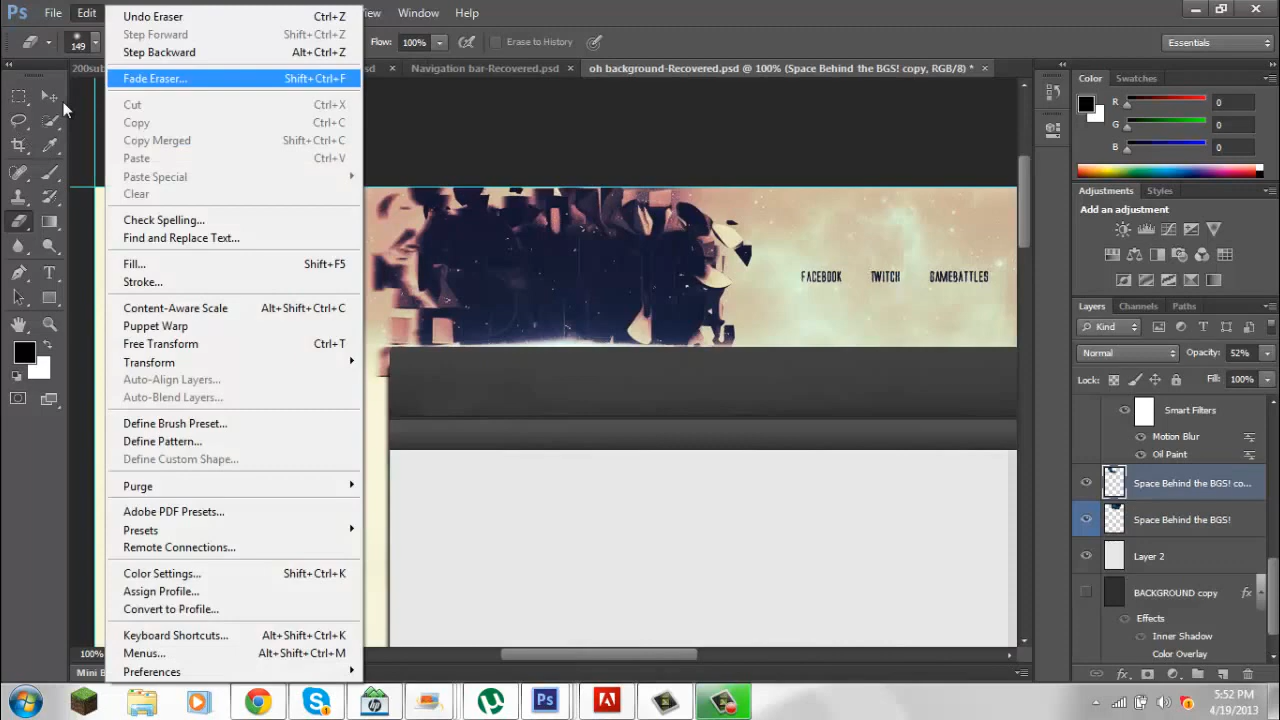 Ps File Edit iew Window Help
149 Flow: 100% Erase to History Essentials
200sub sd × Navigation bar-Recovered.psd × oh background-Recovered.psd @ 100% (Space Behind the BGS! copy, RGB/8) * ×
Undo Eraser Ctrl+Z
Step Forward Shift+Ctrl+Z
Step Backward Alt+Ctrl+Z
Fade Eraser... Shift+Ctrl+F
Cut Ctrl+X
Copy Ctrl+C
Copy Merged Shift+Ctrl+C
Paste Ctrl+V
Paste Special
Clear
Check Spelling...
Find and Replace Text...
Fill... Shift+F5
Stroke...
Content-Aware Scale Alt+Shift+Ctrl+C
Puppet Warp
Free Transform Ctrl+T
Transform
Auto-Align Layers...
Auto-Blend Layers...
Define Brush Preset...
Define Pattern...
Define Custom Shape...
Purge
Adobe PDF Presets...
Presets
Remote Connections...
Color Settings... Shift+Ctrl+K
Assign Profile...
Convert to Profile...
Keyboard Shortcuts... Alt+Shift+Ctrl+K
Menus... Alt+Shift+Ctrl+M
Preferences
FACEBOOK TWITCH GAMEBATTLES
100%
Mini B
Color Swatches
R 0
G 0
B 0
Adjustments Styles
Add an adjustment
Layers Channels Paths
Kind
Normal Opacity: 52%
Lock: Fill: 100%
Smart Filters
Motion Blur
Oil Paint
Space Behind the BGS! co...
Space Behind the BGS!
Layer 2
BACKGROUND copy fx
Effects
Inner Shadow
Color Overlay
fx
Ps
5:52 PM
4/19/2013